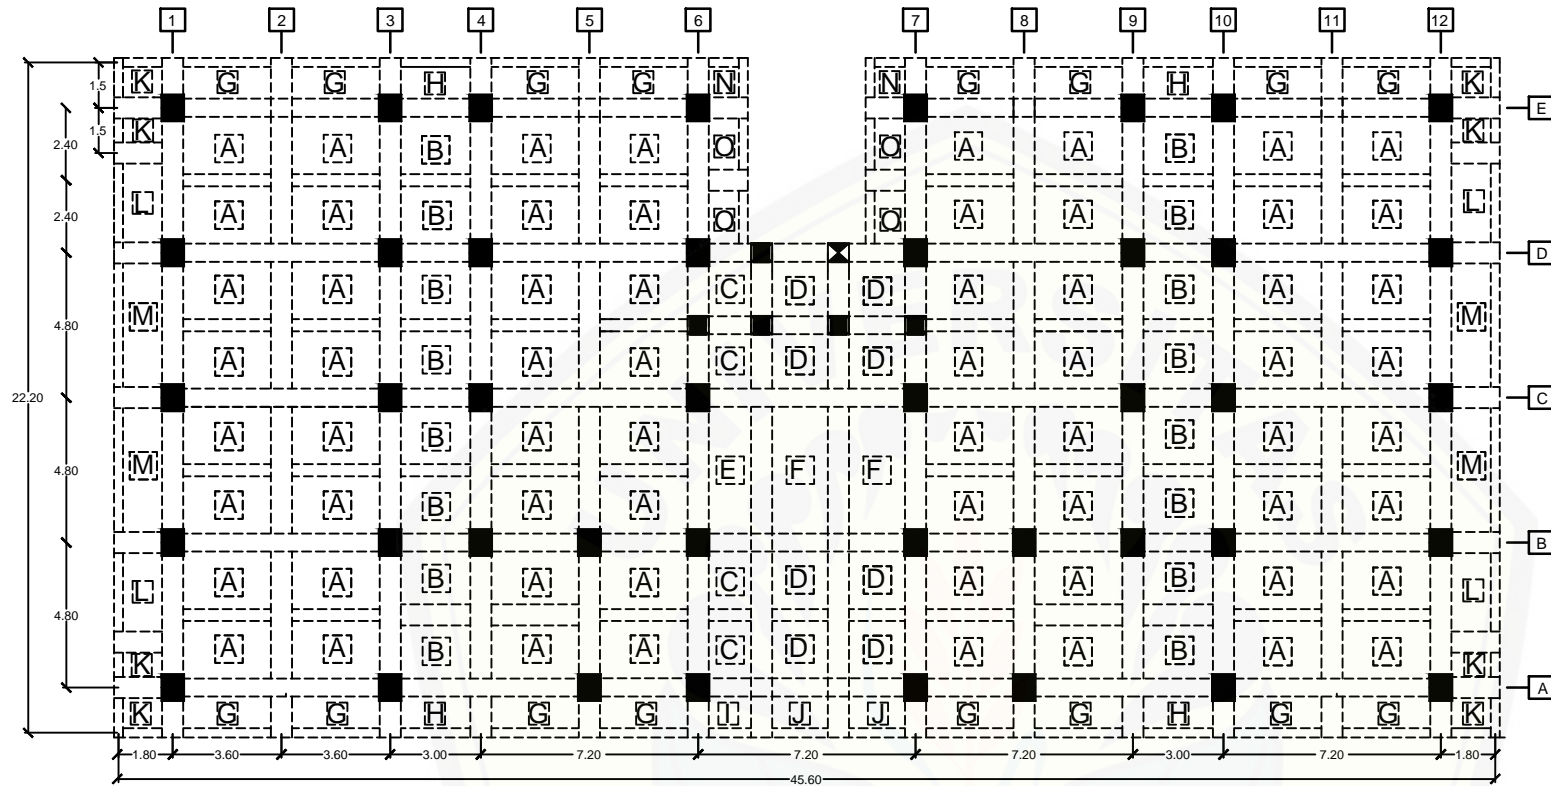 1 2 3 4 5 6 7 8 9 10 11 12
1.5 K G G H G G N N G G H G G K
E
1.5 K K
2.40 A A B A A O O A A B A A
2.40 L A A B A A O O A A B A A L
D
4.80 M A A B A A C D D A A B A A M
A A B A A C D D A A B A A
22.20 C
4.80 M A A B A A E F F A A B A A M
A A B A A A A B A A
B
L A A B A A C D D A A B A A L
4.80
K A A B A A C D D A A B A A K
A
K G G H G G I J J G G H G G K
1.80 3.60 3.60 3.00 7.20 7.20 7.20 3.00 7.20 1.80
45.60